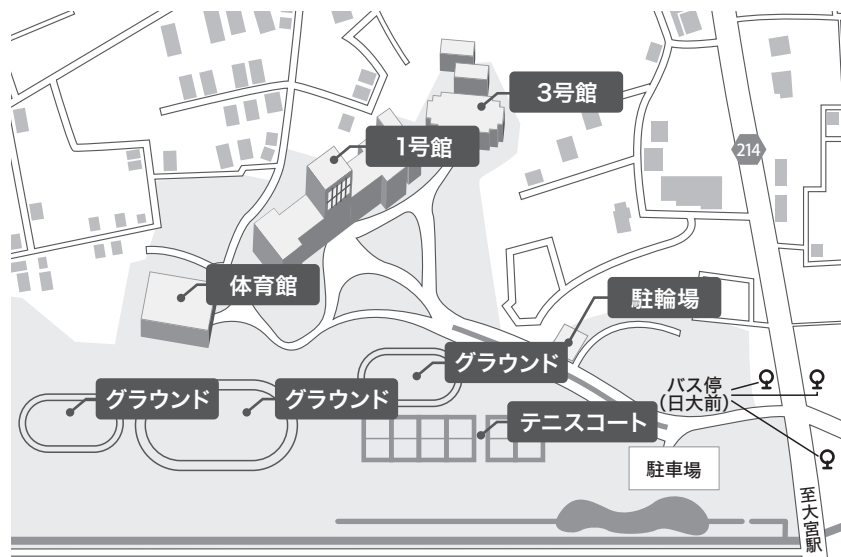 3号館
1号館
214
体育館
駐輪場
グラウンド
グラウンド
グラウンド
バス停
(日大前)
テニスコート
駐車場
至大宮駅